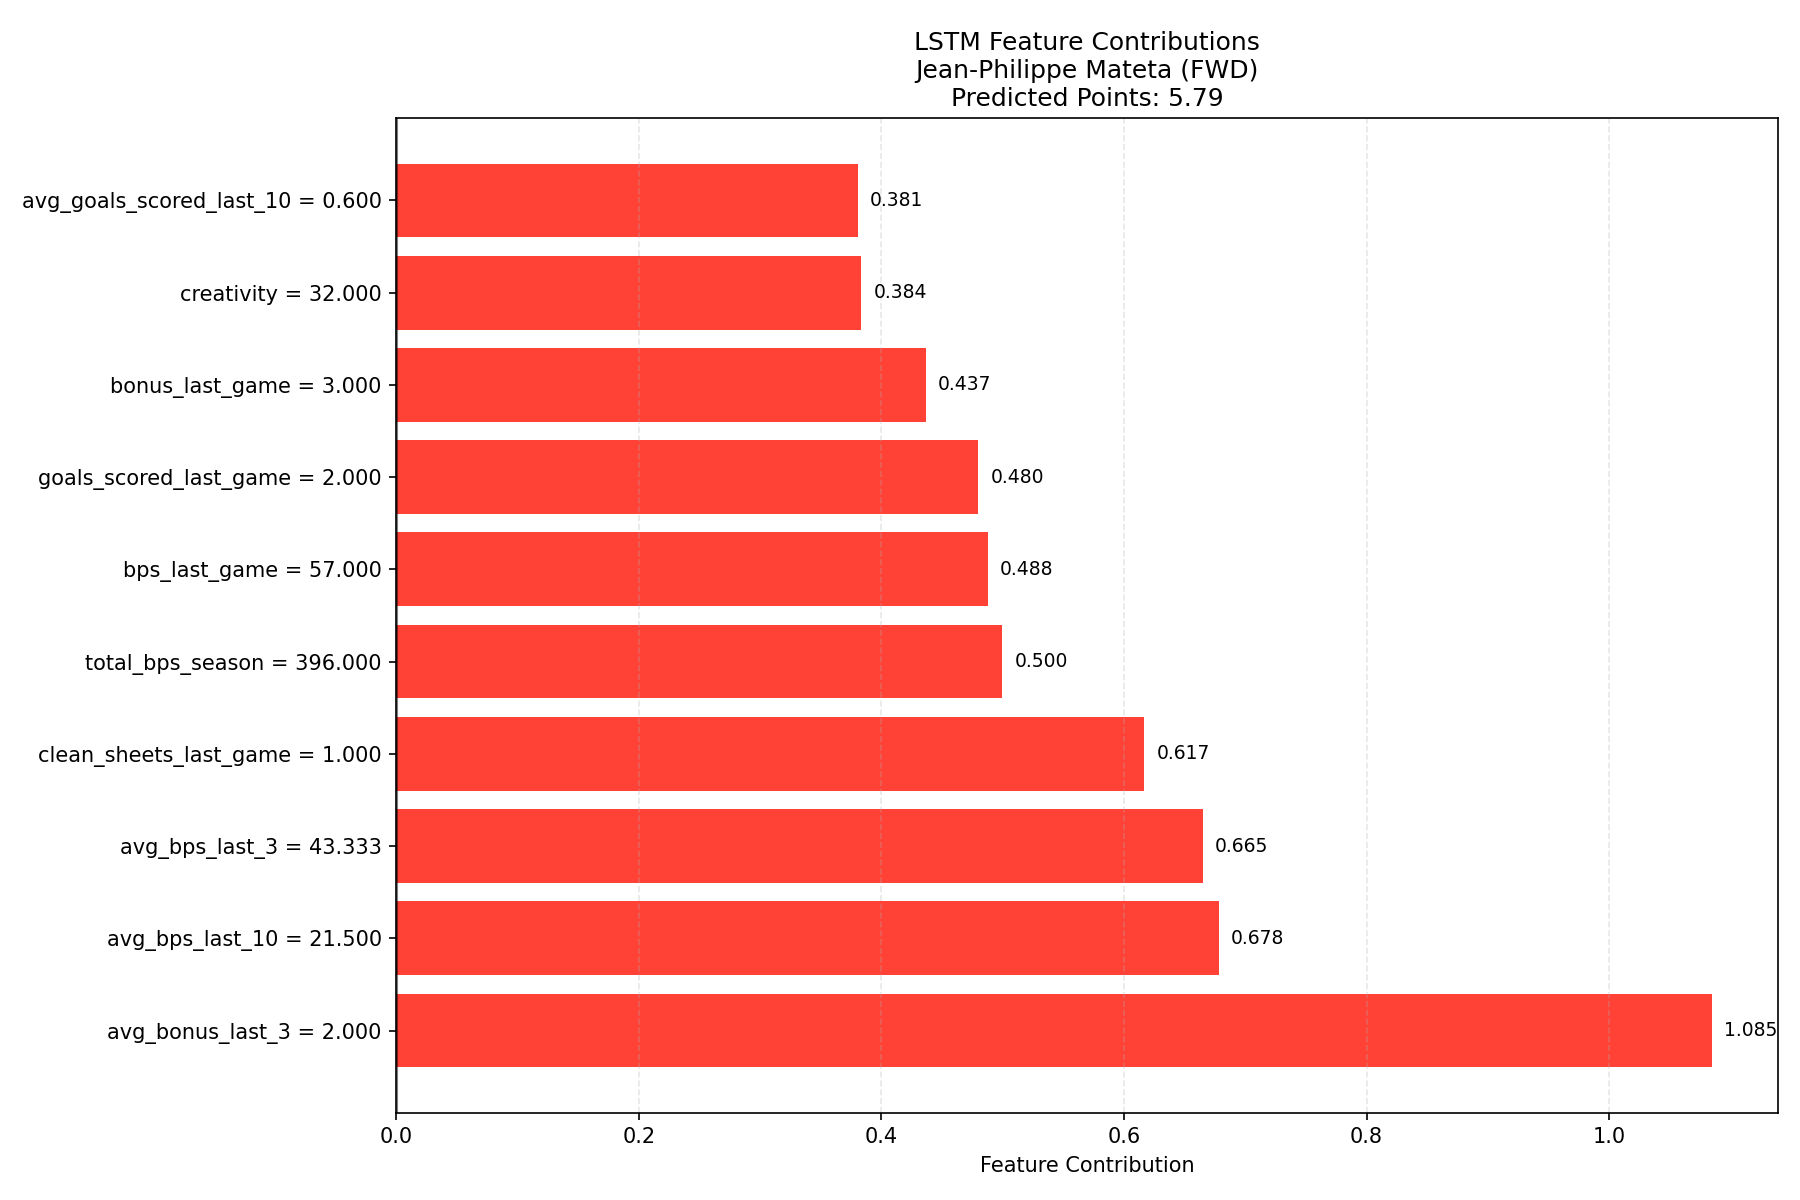 LSTM Feature Contributions
Jean-Philippe Mateta (FWD)
Predicted Points: 5.79
avg_goals_scored_last_10 = 0.600 0.381
creativity = 32.000 0.384
bonus_last_game = 3.000 0.437
goals_scored_last_game = 2.000 0.480
bps_last_game = 57.000 0.488
total_bps_season = 396.000 0.500
clean_sheets_last_game = 1.000 0.617
avg_bps_last_3 = 43.333 0.665
avg_bps_last_10 = 21.500 0.678
avg_bonus_last_3 = 2.000 1.085
0.0 0.2 0.4 0.6 0.8 1.0
Feature Contribution